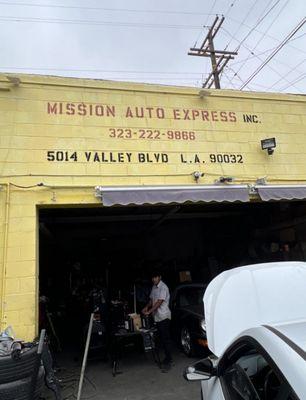 MISSION AUTO EXPRESS INC.
323-222-9866
5014 VALLEY BLVD L.A. 90032